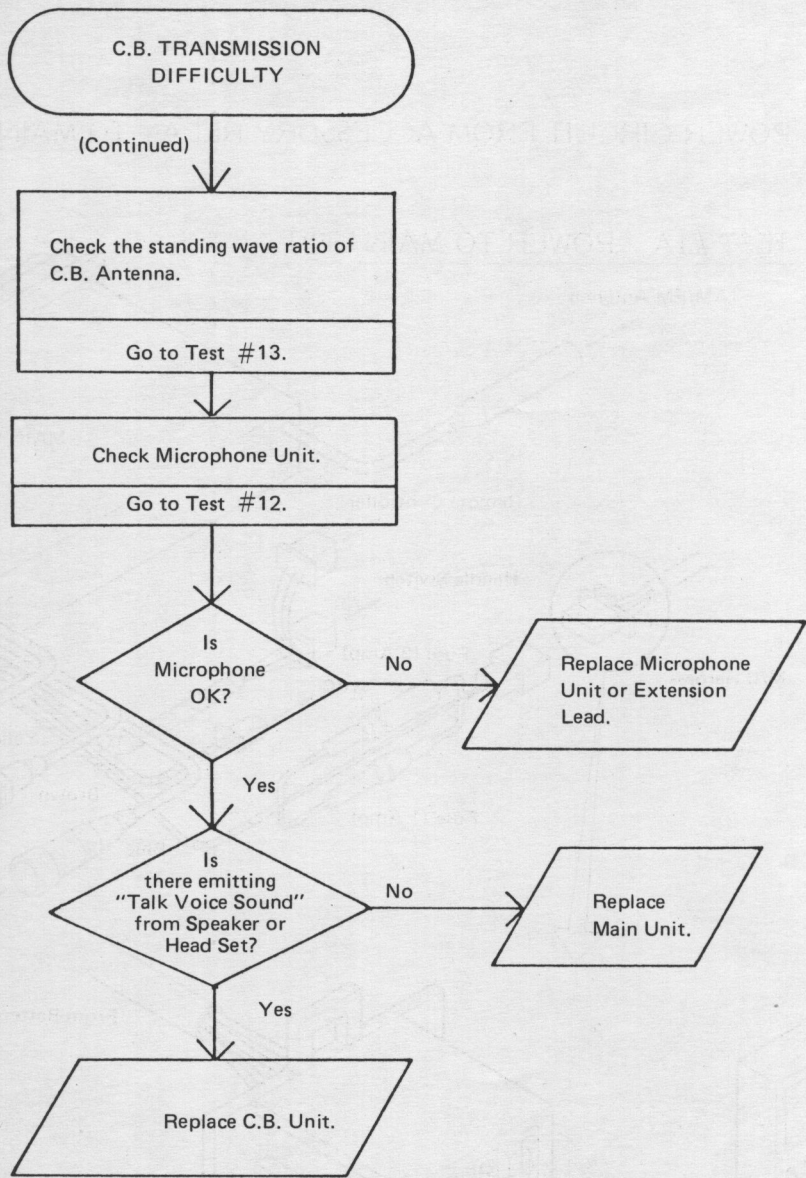 C.B. TRANSMISSION
DIFFICULTY
(Continued)
Check the standing wave ratio of
C.B. Antenna.
Go to Test #13.
Check Microphone Unit.
Go to Test #12.
Is
Microphone
OK?
No
Replace Microphone
Unit or Extension
Lead.
Yes
Is
there emitting
"Talk Voice Sound"
from Speaker or
Head Set?
No
Replace
Main Unit.
Yes
Replace C.B. Unit.